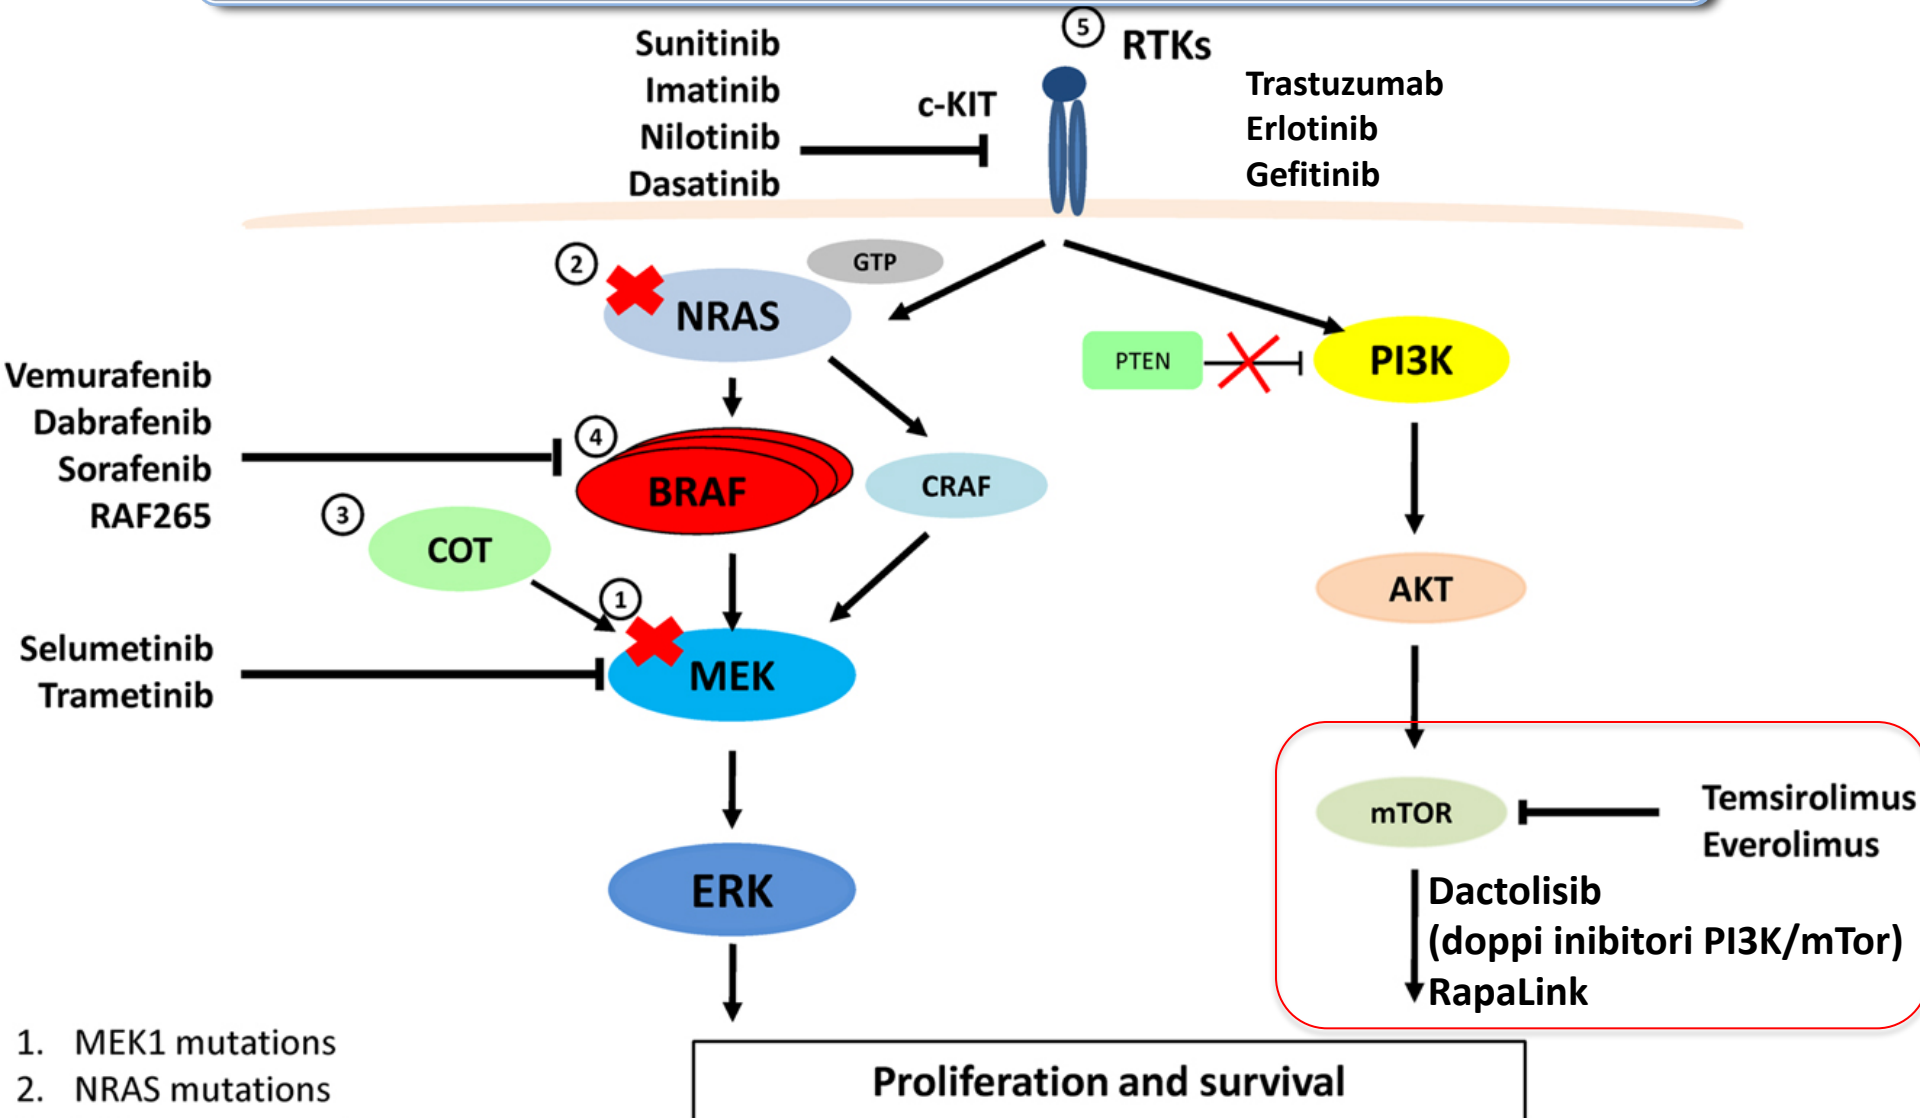 5
RTKs
Sunitinib
Imatinib
Nilotinib
Dasatinib
c-KIT
Trastuzumab
Erlotinib
Gefitinib
2
GTP
NRAS
PTEN
PI3K
Vemurafenib
Dabrafenib
Sorafenib
RAF265
4
BRAF
CRAF
3
COT
1
AKT
Selumetinib
Trametinib
MEK
mTOR
Temsirolimus
Everolimus
ERK
Dactolisib
(doppi inibitori PI3K/mTor)
RapaLink
1. MEK1 mutations
2. NRAS mutations
Proliferation and survival